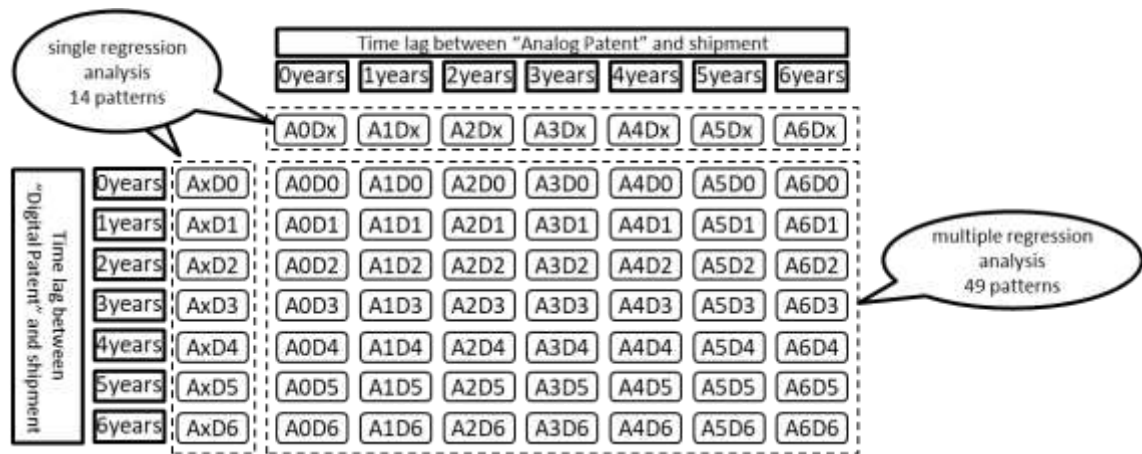 single regression
analysis
14 patterns
Time lag between “Analog Patent” and shipment
0years 1years 2years 3years 4years 5years 6years
A0Dx A1Dx A2Dx A3Dx A4Dx A5Dx A6Dx
Time lag between
“Digital Patent” and shipment
0years AxD0 A0D0 A1D0 A2D0 A3D0 A4D0 A5D0 A6D0
1years AxD1 A0D1 A1D1 A2D1 A3D1 A4D1 A5D1 A6D1
2years AxD2 A0D2 A1D2 A2D2 A3D2 A4D2 A5D2 A6D2
3years AxD3 A0D3 A1D3 A2D3 A3D3 A4D3 A5D3 A6D3
4years AxD4 A0D4 A1D4 A2D4 A3D4 A4D4 A5D4 A6D4
5years AxD5 A0D5 A1D5 A2D5 A3D5 A4D5 A5D5 A6D5
6years AxD6 A0D6 A1D6 A2D6 A3D6 A4D6 A5D6 A6D6
multiple regression
analysis
49 patterns